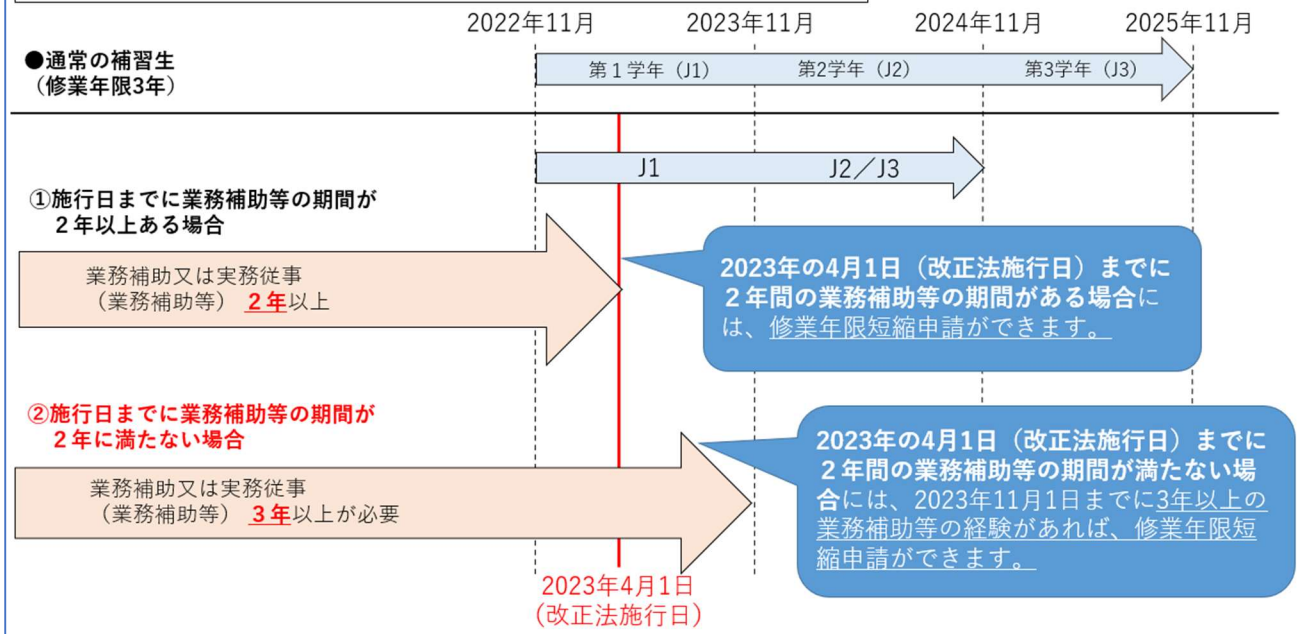 2022年11月 2023年11月 2024年11月 2025年11月
●通常の補習生
（修業年限3年）
第１学年（J1） 第2学年（J2） 第3学年（J3）
J1 J2／J3
①施行日までに業務補助等の期間が
２年以上ある場合
業務補助又は実務従事
（業務補助等） ２年以上
2023年の4月1日（改正法施行日）までに
２年間の業務補助等の期間がある場合に
は、修業年限短縮申請ができます。
②施行日までに業務補助等の期間が
２年に満たない場合
業務補助又は実務従事
（業務補助等） ３年以上が必要
2023年の4月1日（改正法施行日）までに
２年間の業務補助等の期間が満たない場
合には、2023年11月1日までに3年以上の
業務補助等の経験があれば、修業年限短
縮申請ができます。
2023年4月1日
（改正法施行日）